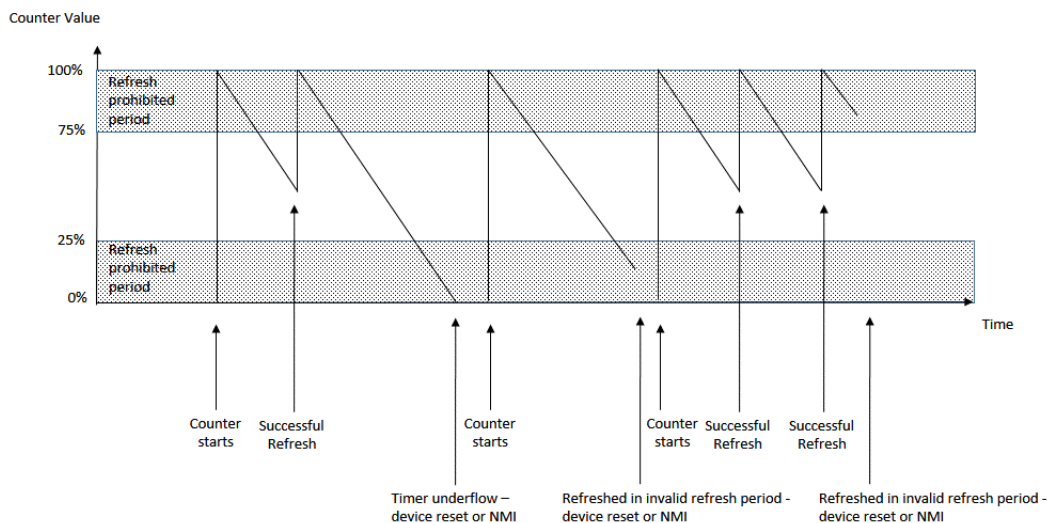 Counter Value
100%
Refresh
prohibited
period
75%
25%
Refresh
prohibited
period
0%
Time
Counter
starts
Successful
Refresh
Counter
starts
Counter
starts
Successful
Refresh
Successful
Refresh
Timer underflow –
device reset or NMI
Refreshed in invalid refresh period -
device reset or NMI
Refreshed in invalid refresh period -
device reset or NMI